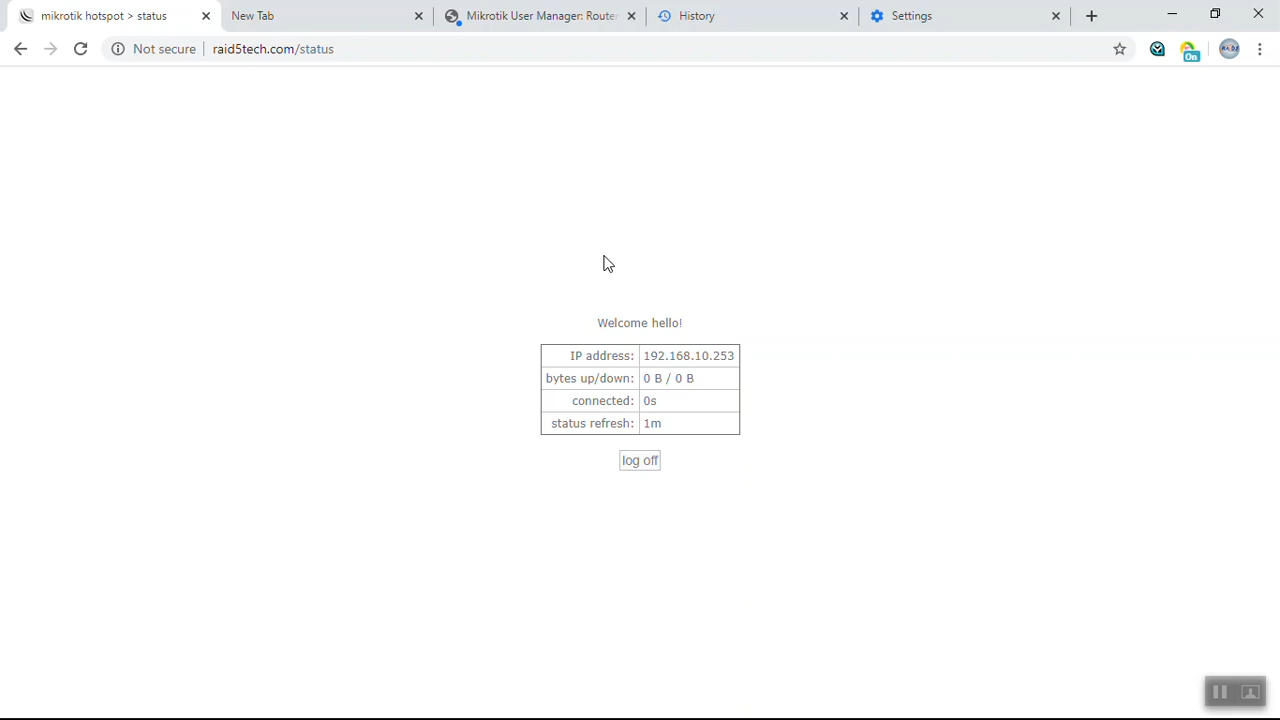 mikrotik hotspot > status
New Tab
Mikrotik User Manager: Router
History
Settings
Not secure
raid5tech.com/status
On
Welcome hello!
IP address: 192.168.10.253
bytes up/down: 0 B / 0 B
connected: 0s
status refresh: 1m
log off